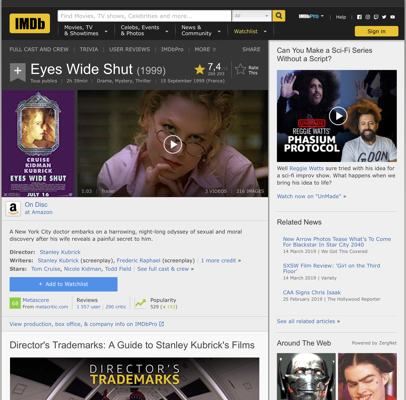 IMDb
Find Movies, TV shows, Celebrities and more...
All
IMDbPro
Help
Movies, TV
& Showtimes
Celebs, Events
& Photos
News &
Community
Watchlist
Sign in
FULL CAST AND CREW | TRIVIA | USER REVIEWS | IMDbPro | MORE
SHARE
+ Eyes Wide Shut (1999)
7,4
Rate
This
Tous publics | 2h 39min | Drama, Mystery, Thriller | 15 September 1999 (France)
CRUISE
KIDMAN
KUBRICK
EYES WIDE SHUT
JULY 16
1:03 | Trailer
3 VIDEOS | 216 IMAGES
a On Disc
at Amazon
A New York City doctor embarks on a harrowing, night-long odyssey of sexual and moral
discovery after his wife reveals a painful secret to him.
Director: Stanley Kubrick
Writers: Stanley Kubrick (screenplay), Frederic Raphael (screenplay) | 1 more credit »
Stars: Tom Cruise, Nicole Kidman, Todd Field | See full cast & crew »
+ Add to Watchlist
68 Metascore
From metacritic.com
Reviews
1 557 user | 290 critic
Popularity
View production, box office, & company info on IMDbPro
Director's Trademarks: A Guide to Stanley Kubrick's Films
DIRECTOR'S
TRADEMARKS
Can You Make a Sci-Fi Series
Without a Script?
REGGIE WATTS'
PHASIUM
PROTOCOL
Well Reggie Watts sure tried with his idea for
a sci-fi improv show. What happens when we
bring his idea to life?
Watch now on "UnMade" »
Related News
New Arrow Photos Tease What's To Come
For Blackstar In Star City 2040
14 March 2019 | We Got This Covered
SXSW Film Review: 'Girl on the Third
Floor'
14 March 2019 | Variety
CAA Signs Chris Isaak
25 February 2019 | The Hollywood Reporter
See all related articles »
Around The Web | Powered by ZergNet